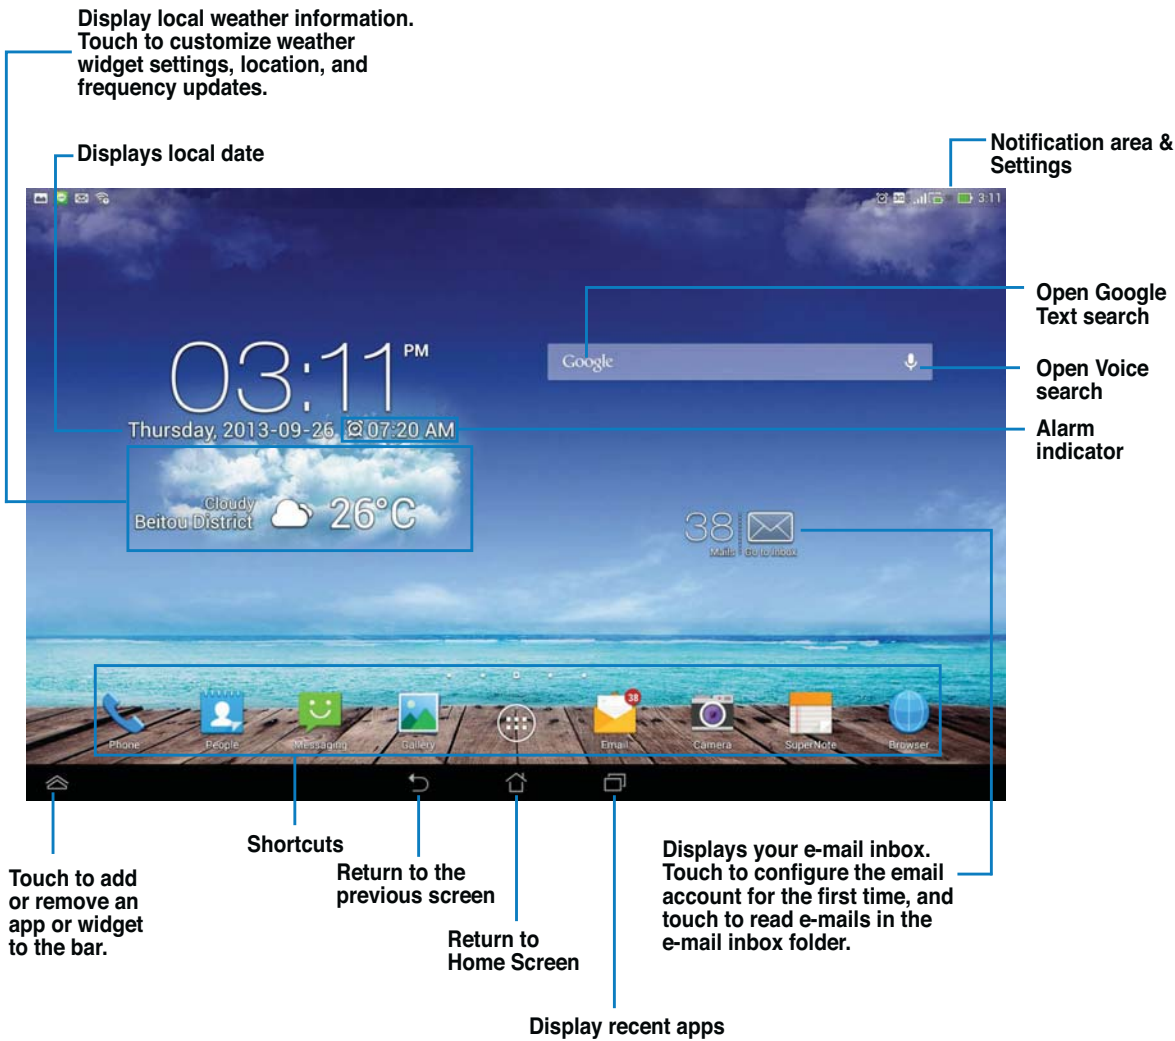 Display local weather information.
Touch to customize weather
widget settings, location, and
frequency updates.
Displays local date
Notification area &
Settings
3:11
Open Google
Text search
03:11 PM
Google
Open Voice
search
Thursday, 2013-09-26 07:20 AM
Alarm
indicator
Cloudy
Beitou District
26°C
38
Mails
Go to Inbox
38
Phone
People
Messaging
Gallery
Email
Camera
SuperNote
Browser
Shortcuts
Touch to add
or remove an
app or widget
to the bar.
Return to the
previous screen
Return to
Home Screen
Display recent apps
Displays your e-mail inbox.
Touch to configure the email
account for the first time, and
touch to read e-mails in the
e-mail inbox folder.